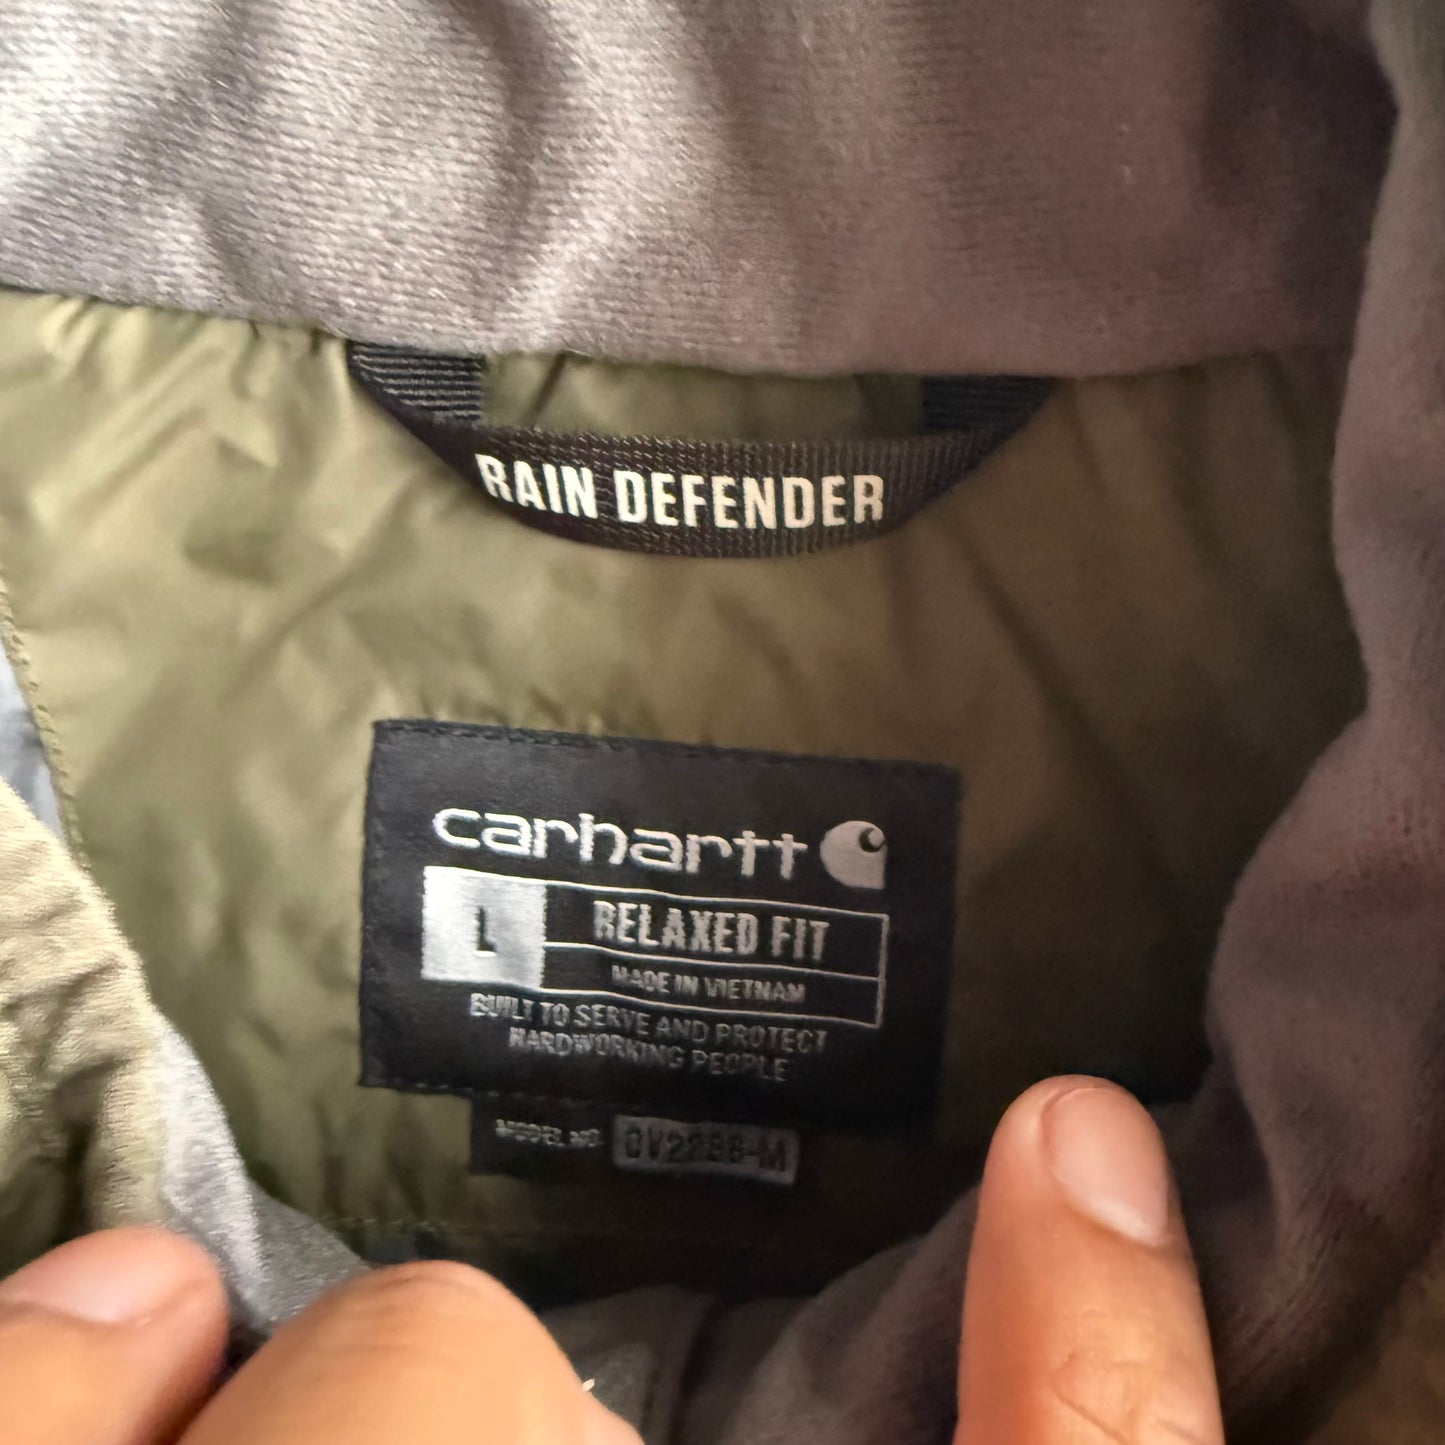 RAIN DEFENDER
carhartt
L
RELAXED FIT
MADE IN VIETNAM
BUILT TO SERVE AND PROTECT
HARDWORKING PEOPLE
MODEL NO.